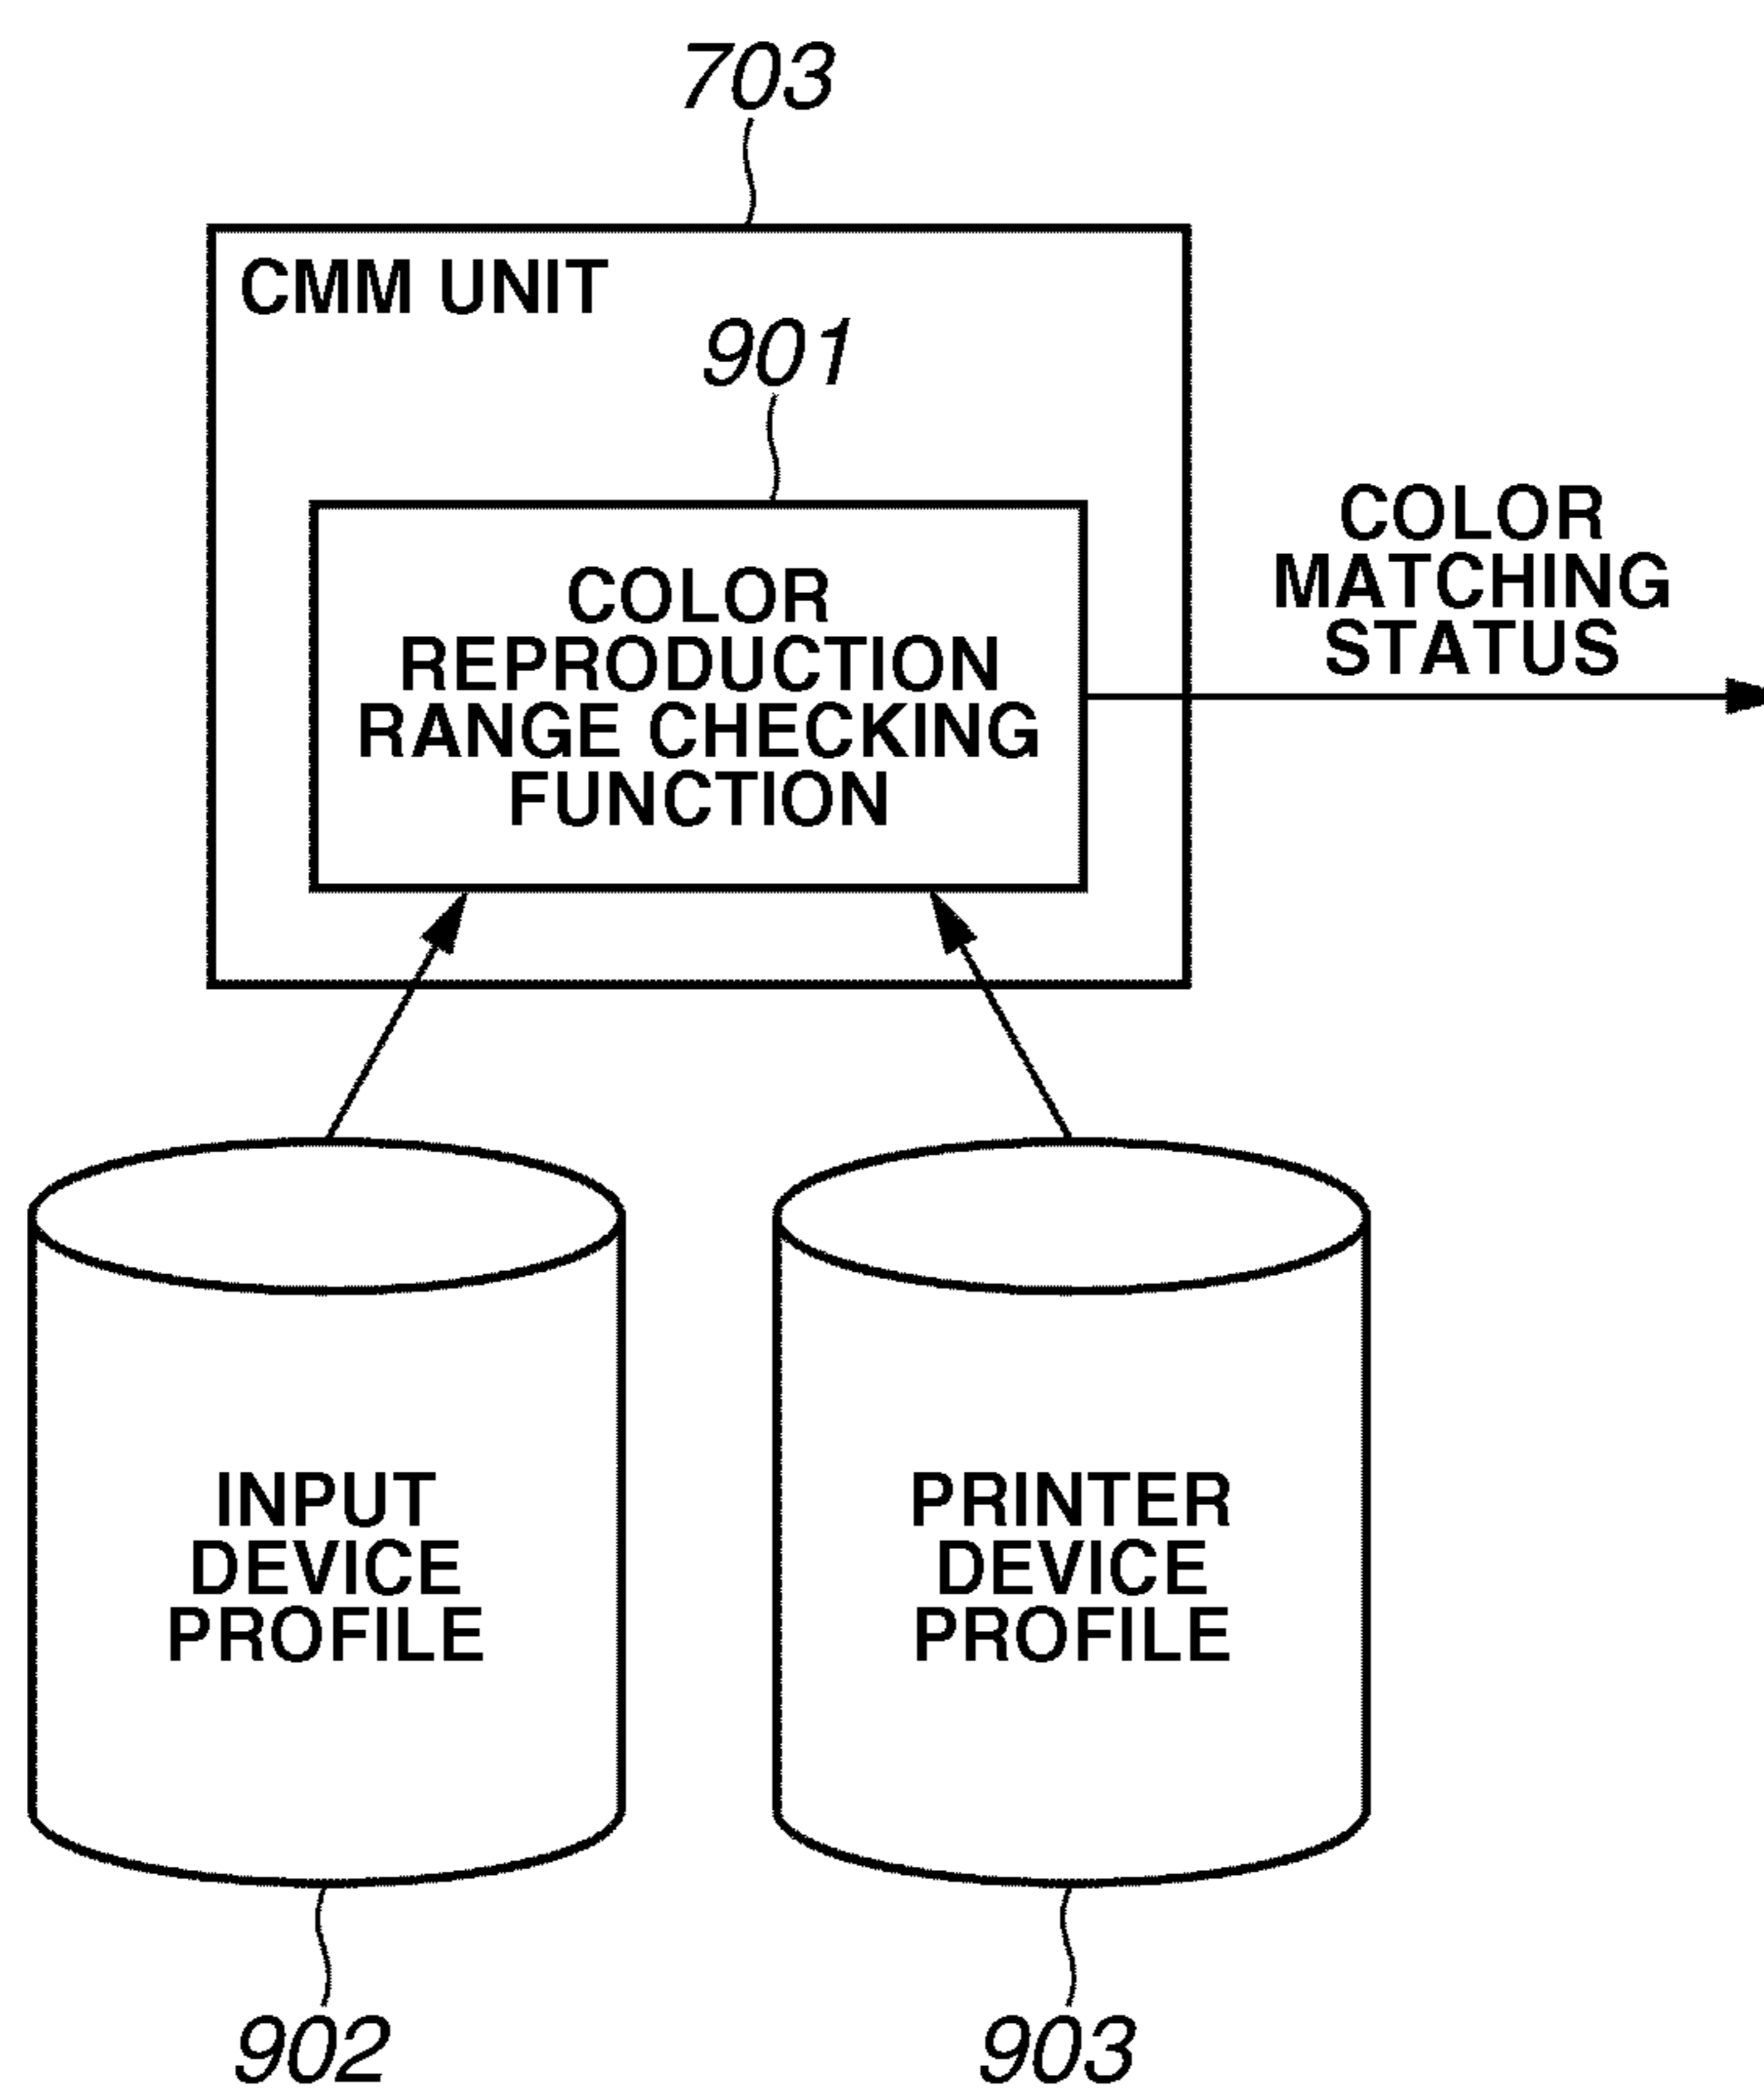 703
CMM UNIT
901
COLOR
REPRODUCTION
RANGE CHECKING
FUNCTION
COLOR
MATCHING
STATUS
INPUT
DEVICE
PROFILE
PRINTER
DEVICE
PROFILE
902
903